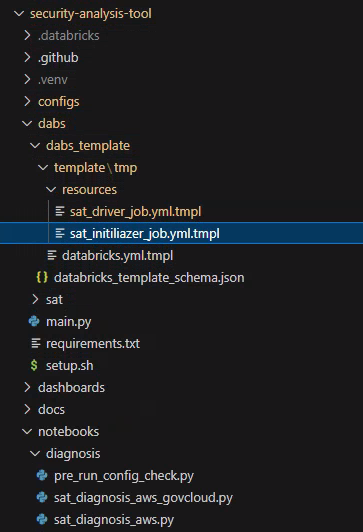 security-analysis-tool
.databricks
.github
.venv
configs
dabs
dabs_template
template\tmp
resources
sat_driver_job.yml.tmpl
sat_initiliazer_job.yml.tmpl
databricks.yml.tmpl
{} databricks_template_schema.json
sat
main.py
requirements.txt
$ setup.sh
dashboards
docs
notebooks
diagnosis
pre_run_config_check.py
sat_diagnosis_aws_govcloud.py
sat_diagnosis_aws.py